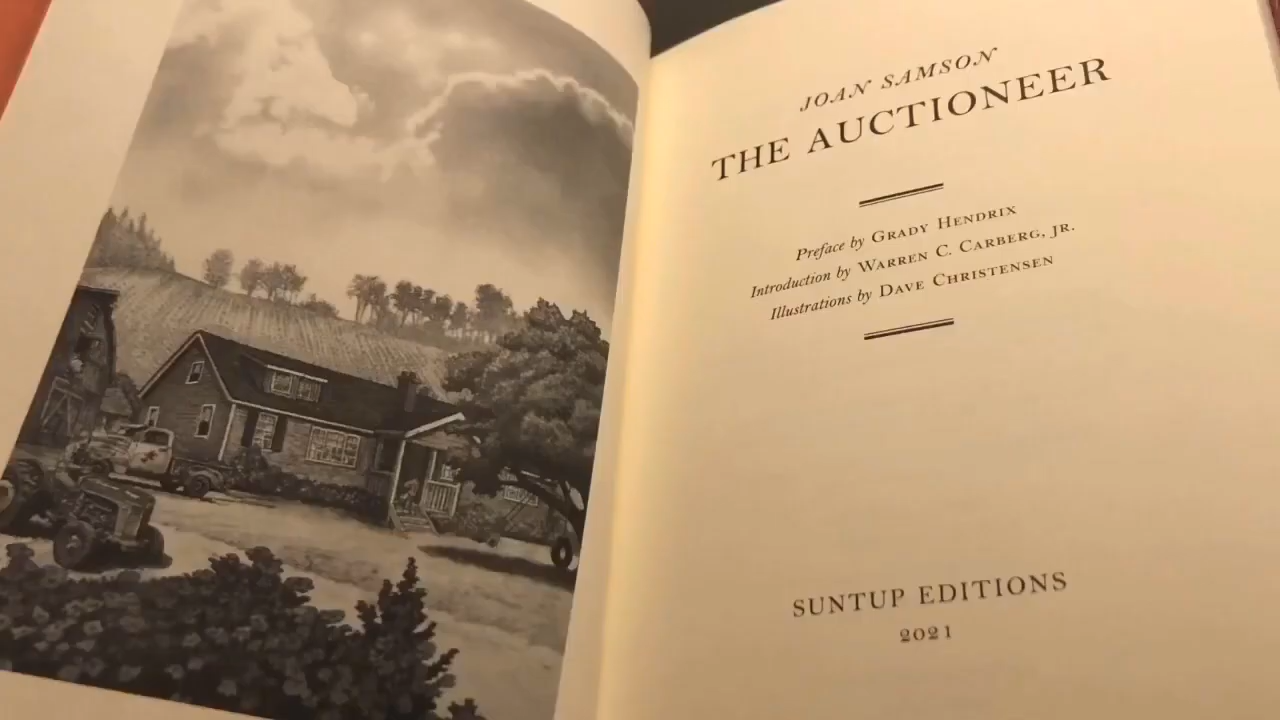 JOAN SAMSON
THE AUCTIONEER
Preface by GRADY HENDRIX
Introduction by WARREN C. CARBERG, JR.
Illustrations by DAVE CHRISTENSEN
SUNTUP EDITIONS
2021